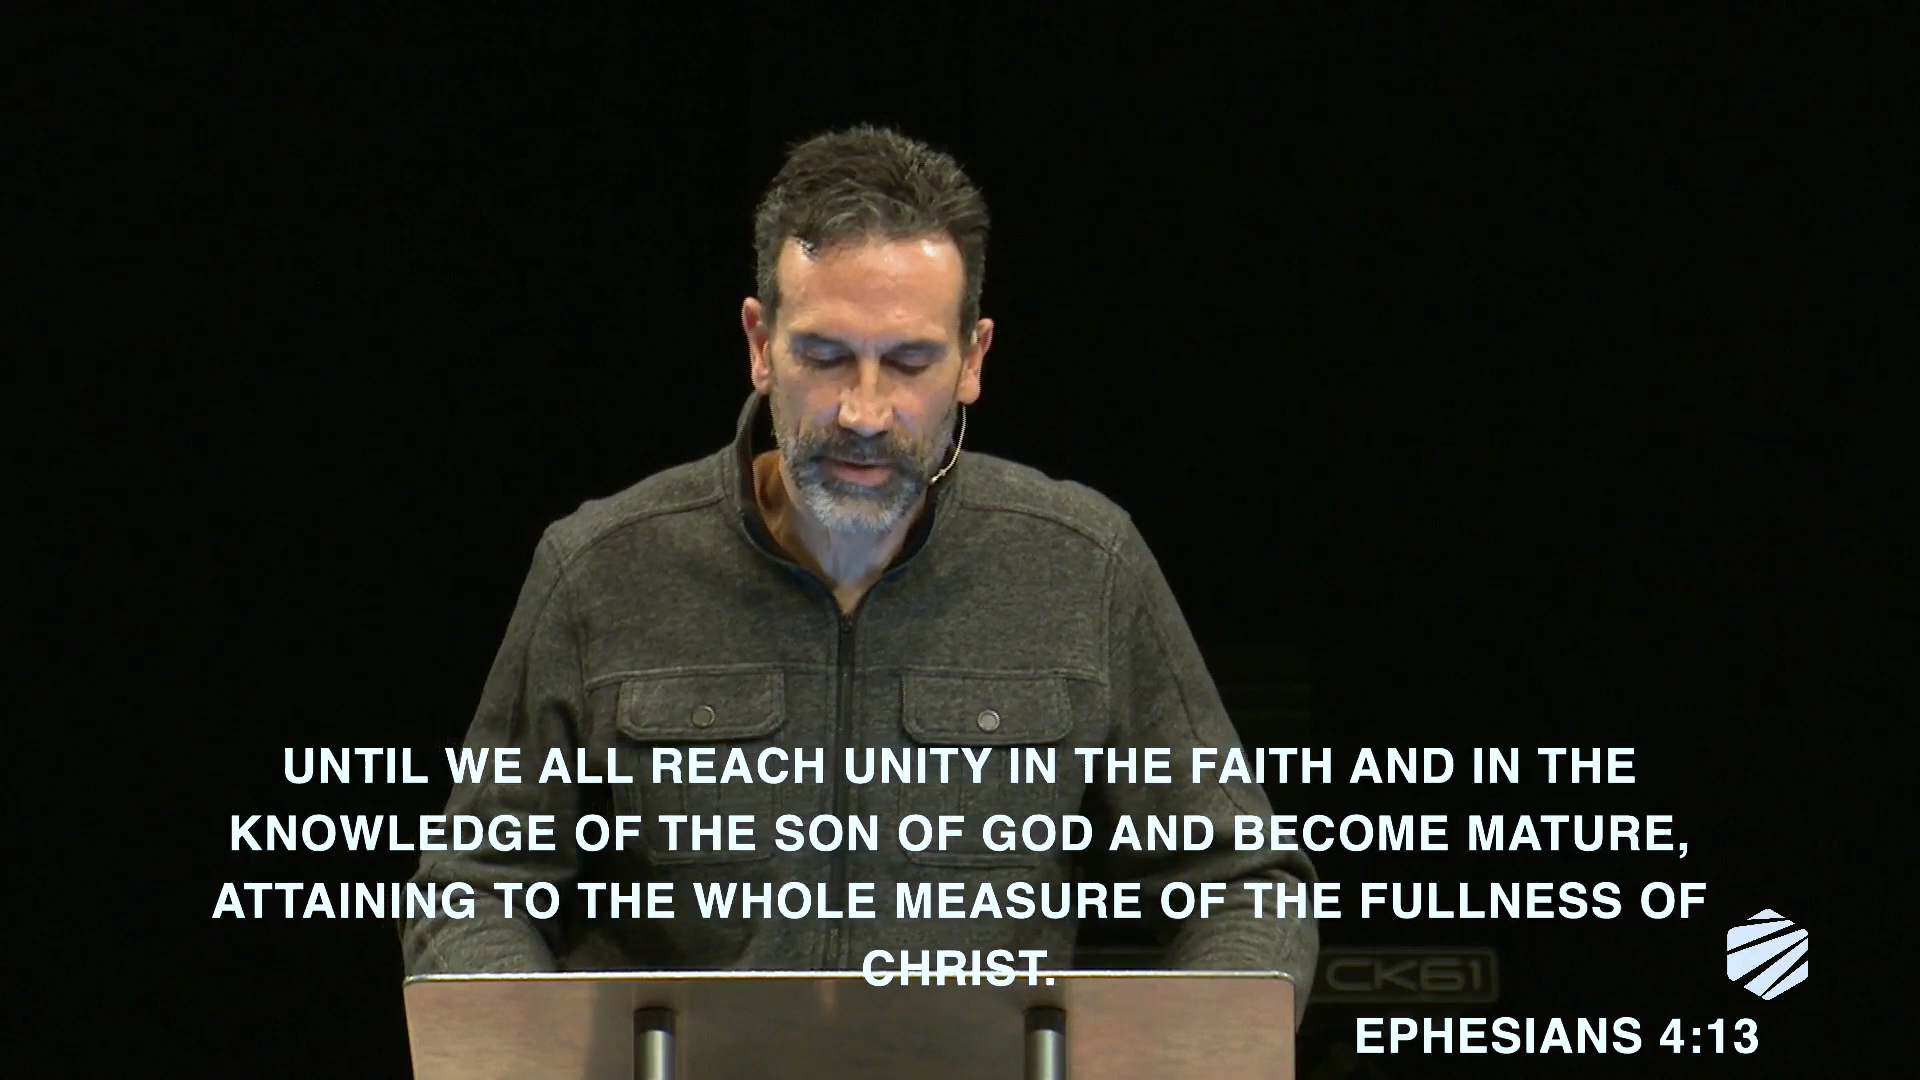 UNTIL WE ALL REACH UNITY IN THE FAITH AND IN THE
KNOWLEDGE OF THE SON OF GOD AND BECOME MATURE,
ATTAINING TO THE WHOLE MEASURE OF THE FULLNESS OF
CHRIST.
CK61
EPHESIANS 4:13